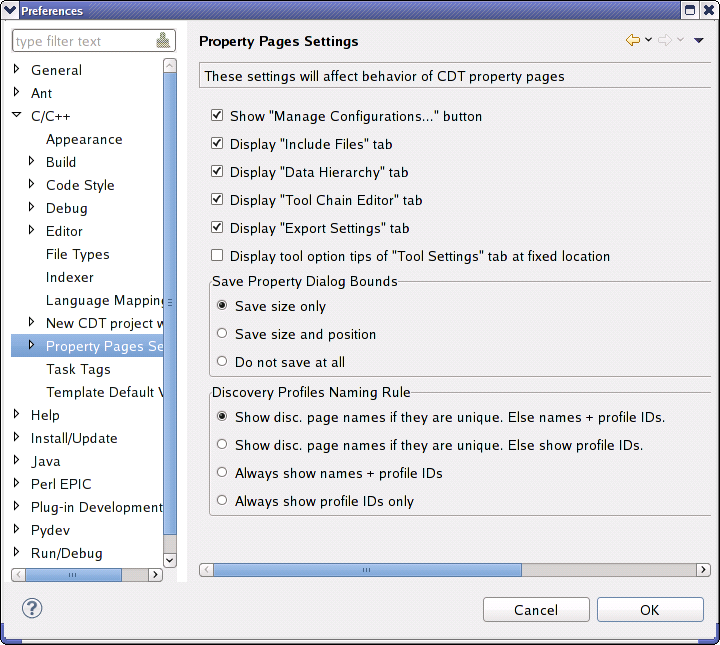 Preferences
type filter text
General
Ant
C/C++
Appearance
Build
Code Style
Debug
Editor
File Types
Indexer
Language Mapping
New CDT project w
Property Pages Se
Task Tags
Template Default V
Help
Install/Update
Java
Perl EPIC
Plug-in Development
Pydev
Run/Debug
Property Pages Settings
These settings will affect behavior of CDT property pages
Show "Manage Configurations..." button
Display "Include Files" tab
Display "Data Hierarchy" tab
Display "Tool Chain Editor" tab
Display "Export Settings" tab
Display tool option tips of "Tool Settings" tab at fixed location
Save Property Dialog Bounds
Save size only
Save size and position
Do not save at all
Discovery Profiles Naming Rule
Show disc. page names if they are unique. Else names + profile IDs.
Show disc. page names if they are unique. Else show profile IDs.
Always show names + profile IDs
Always show profile IDs only
?
Cancel
OK